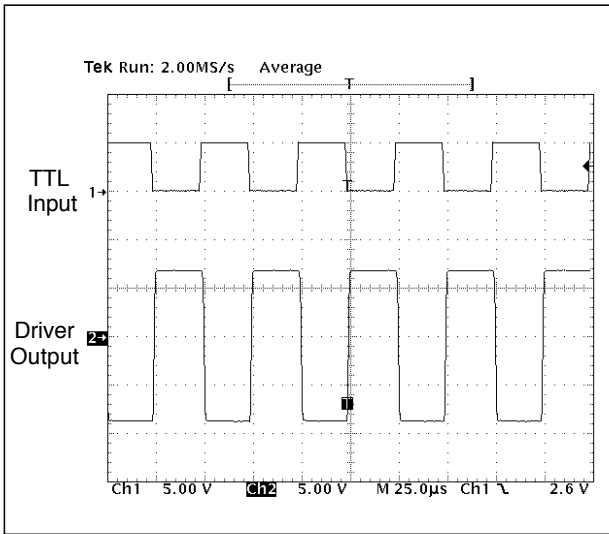 Tek Run: 2.00MS/s Average
[ T ]
TTL
Input
1
T
Driver
Output
2
T
Ch1 5.00 V Ch2 5.00 V M 25.0µs Ch1 2.6 V